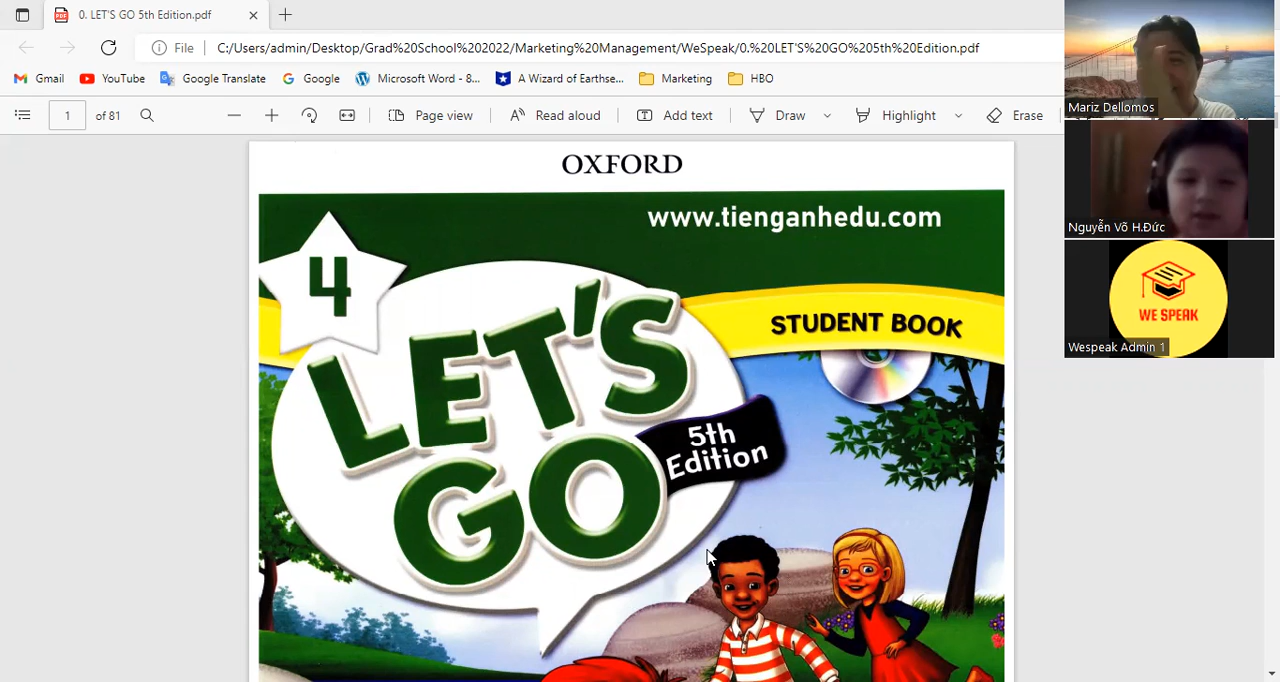 0. LET'S GO 5th Edition.pdf
File
C:/Users/admin/Desktop/Grad%20School%202022/Marketing%20Management/WeSpeak/0.%20LET'S%20GO%205th%20Edition.pdf
Gmail
YouTube
Google Translate
Google
Microsoft Word - 8...
A Wizard of Earthse...
Marketing
HBO
1 of 81
Page view
Read aloud
Add text
Draw
Highlight
Erase
OXFORD
www.tienganhedu.com
4
STUDENT BOOK
LET'S
GO
5th
Edition
Mariz Dellomos
Nguyễn Võ H.Đức
WE SPEAK
Wespeak Admin 1